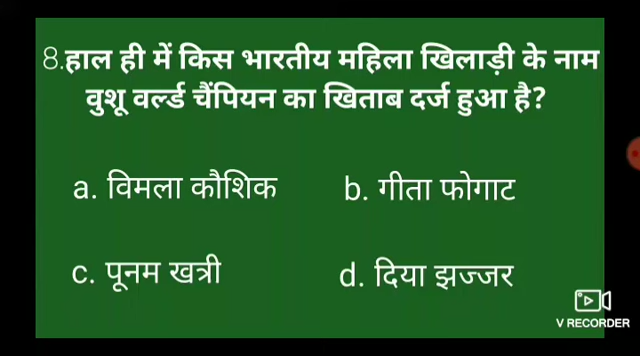 8.हाल ही में किस भारतीय महिला खिलाड़ी के नाम
वुशू वर्ल्ड चैंपियन का खिताब दर्ज हुआ है?
a. विमला कौशिक
b. गीता फोगाट
c. पूनम खत्री
d. दिया झज्जर
V RECORDER